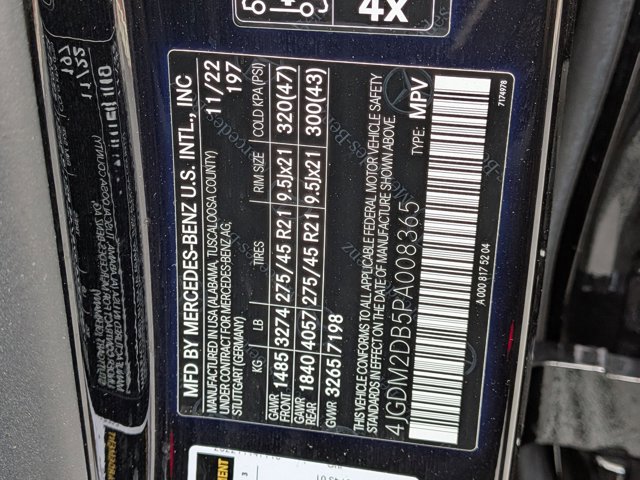 4x
MFD BY MERCEDES-BENZ U.S. INTL., INC
MANUFACTURED IN USA (ALABAMA, TUSCALOOSA COUNTY)
UNDER CONTRACT FOR MERCEDES-BENZ AG,
STUTTGART (GERMANY)
11/22
197
KG LB TIRES RIM SIZE COLD KPA (PSI)
GAWR FRONT 1485 3274 275/45 R21 9.5Jx21 320(47)
GAWR REAR 1840 4057 275/45 R21 9.5Jx21 300(43)
GVWR 3265 7198
THIS VEHICLE CONFORMS TO ALL APPLICABLE FEDERAL MOTOR VEHICLE SAFETY
STANDARDS IN EFFECT ON THE DATE OF MANUFACTURE SHOWN ABOVE.
4JGDM2DB5PA008365 TYPE: MPV
A 000 817 52 04
7174978